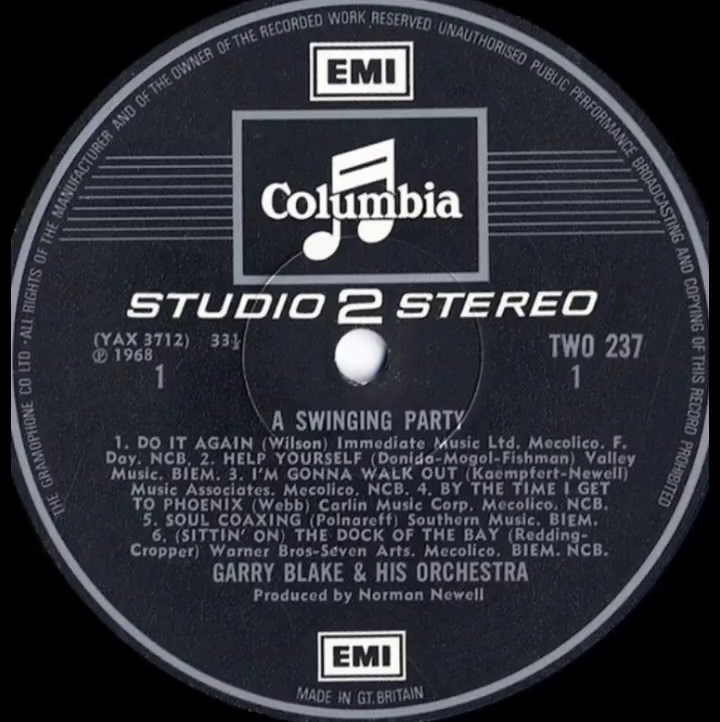 THE GRAMOPHONE CO LTD · ALL RIGHTS OF THE MANUFACTURER AND OF THE OWNER OF THE RECORDED WORK RESERVED · UNAUTHORISED PUBLIC PERFORMANCE BROADCASTING AND COPYING OF THIS RECORD PROHIBITED
EMI
Columbia
STUDIO 2 STEREO
(YAX 3712) 33⅓ TWO 237
℗ 1968
1 1
A SWINGING PARTY
1. DO IT AGAIN (Wilson) Immediate Music Ltd. Mecolico. F.
Day. NCB. 2. HELP YOURSELF (Donida-Mogol-Fishman) Valley
Music. BIEM. 3. I'M GONNA WALK OUT (Kaempfert-Newell)
Music Associates. Mecolico. NCB. 4. BY THE TIME I GET
TO PHOENIX (Webb) Carlin Music Corp. Mecolico. NCB.
5. SOUL COAXING (Polnareff) Southern Music. BIEM.
6. (SITTIN' ON) THE DOCK OF THE BAY (Redding-
Cropper) Warner Bros-Seven Arts. Mecolico. BIEM. NCB.
GARRY BLAKE & HIS ORCHESTRA
Produced by Norman Newell
EMI
MADE IN GT. BRITAIN